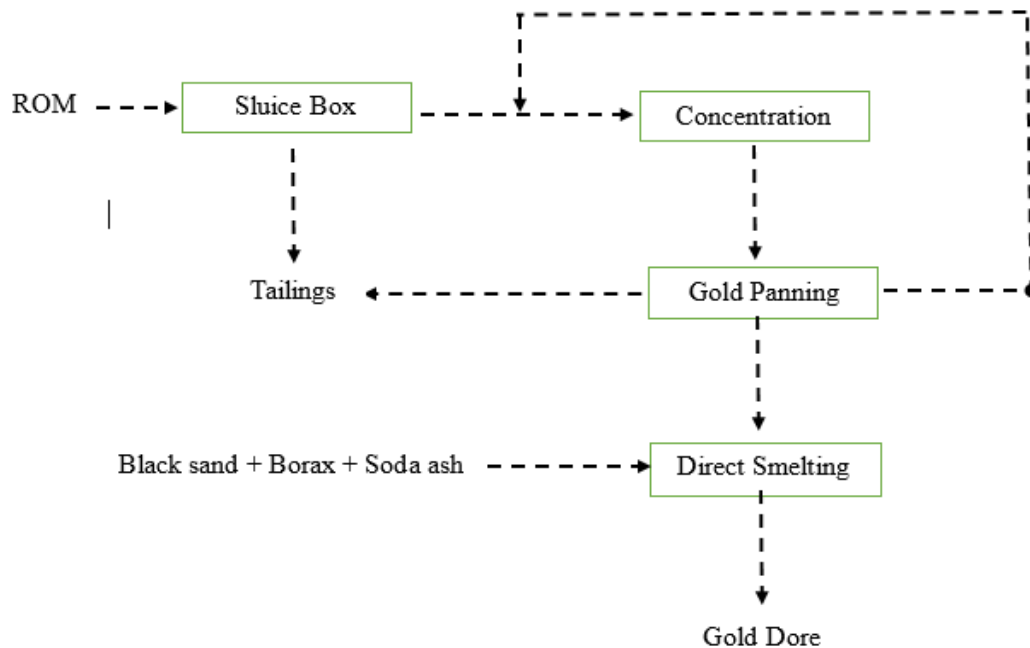 ROM
Sluice Box
Concentration
Tailings
Gold Panning
Black sand + Borax + Soda ash
Direct Smelting
Gold Dore